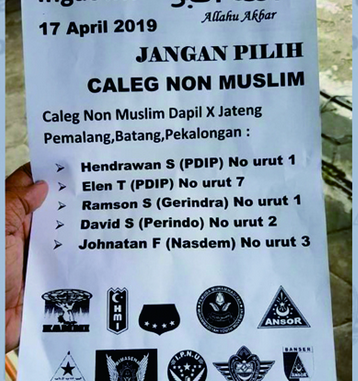 17 April 2019
Allahu Akbar
JANGAN PILIH
CALEG NON MUSLIM
Caleg Non Muslim Dapil X Jateng
Pemalang,Batang,Pekalongan :
➢ Hendrawan S (PDIP) No urut 1
➢ Elen T (PDIP) No urut 7
➢ Ramson S (Gerindra) No urut 1
➢ David S (Perindo) No urut 2
➢ Johnatan F (Nasdem) No urut 3
KAMMI
HMI
ANSOR
I.P.N.U
BANSER